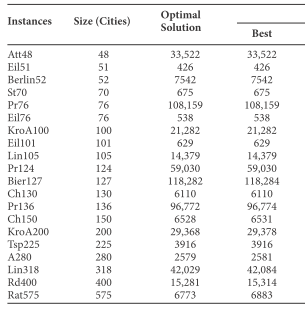 Instances Size (Cities) Optimal Solution Best
Att48 48 33,522 33,522
Eil51 51 426 426
Berlin52 52 7542 7542
St70 70 675 675
Pr76 76 108,159 108,159
Eil76 76 538 538
KroA100 100 21,282 21,282
Eil101 101 629 629
Lin105 105 14,379 14,379
Pr124 124 59,030 59,030
Bier127 127 118,282 118,284
Ch130 130 6110 6110
Pr136 136 96,772 96,774
Ch150 150 6528 6531
KroA200 200 29,368 29,378
Tsp225 225 3916 3916
A280 280 2579 2581
Lin318 318 42,029 42,084
Rd400 400 15,281 15,314
Rat575 575 6773 6883